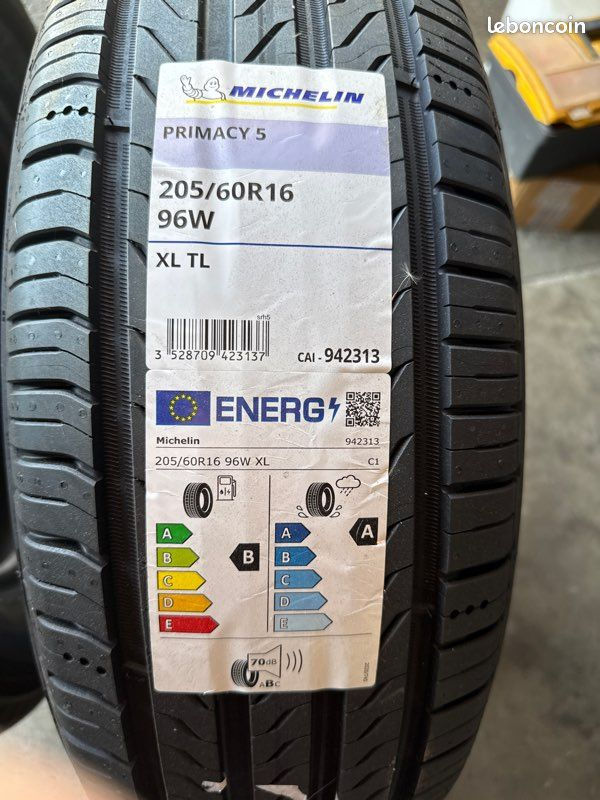 leboncoin
MICHELIN
PRIMACY 5
205/60R16
96W
XL TL
sm5
3 528709 423137
CAI - 942313
ENERG
Michelin 942313
205/60R16 96W XL C1
A A A
B B B
C C
D D
E E
70dB
ABC